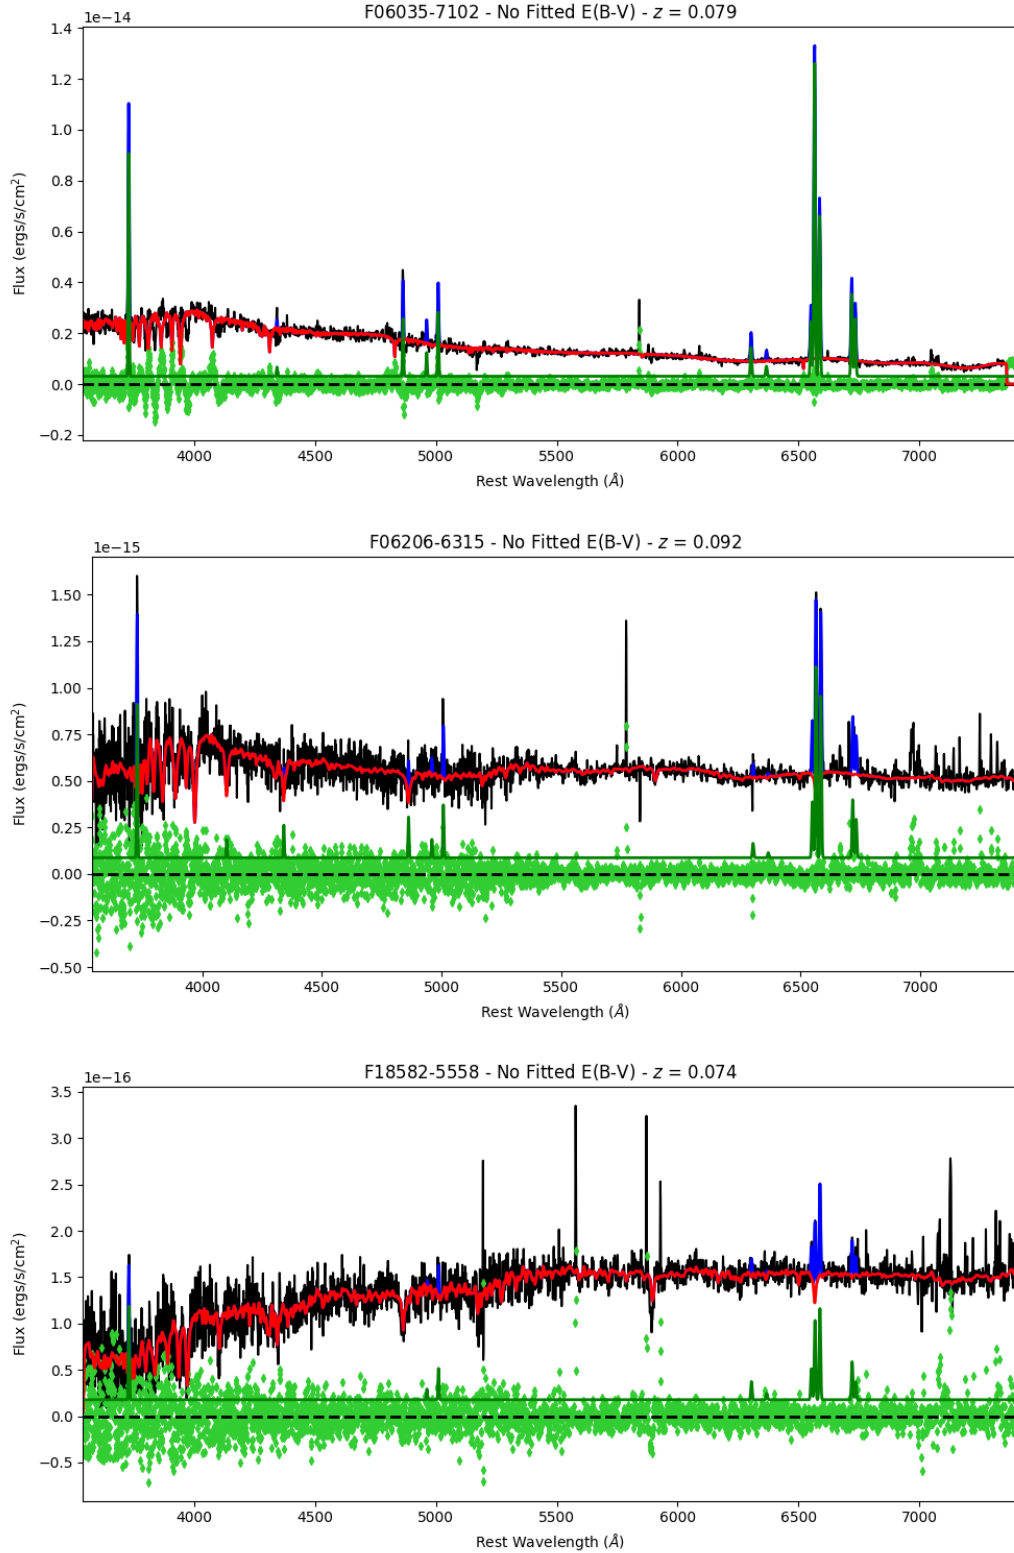 F06035-7102 - No Fitted E(B-V) - z = 0.079
1e−14
1.4
1.2
1.0
0.8
0.6
0.4
0.2
0.0
−0.2
Flux (ergs/s/cm²)
4000 4500 5000 5500 6000 6500 7000
Rest Wavelength (Å)
F06206-6315 - No Fitted E(B-V) - z = 0.092
1e−15
1.50
1.25
1.00
0.75
0.50
0.25
0.00
−0.25
−0.50
Flux (ergs/s/cm²)
4000 4500 5000 5500 6000 6500 7000
Rest Wavelength (Å)
F18582-5558 - No Fitted E(B-V) - z = 0.074
1e−16
3.5
3.0
2.5
2.0
1.5
1.0
0.5
0.0
−0.5
Flux (ergs/s/cm²)
4000 4500 5000 5500 6000 6500 7000
Rest Wavelength (Å)